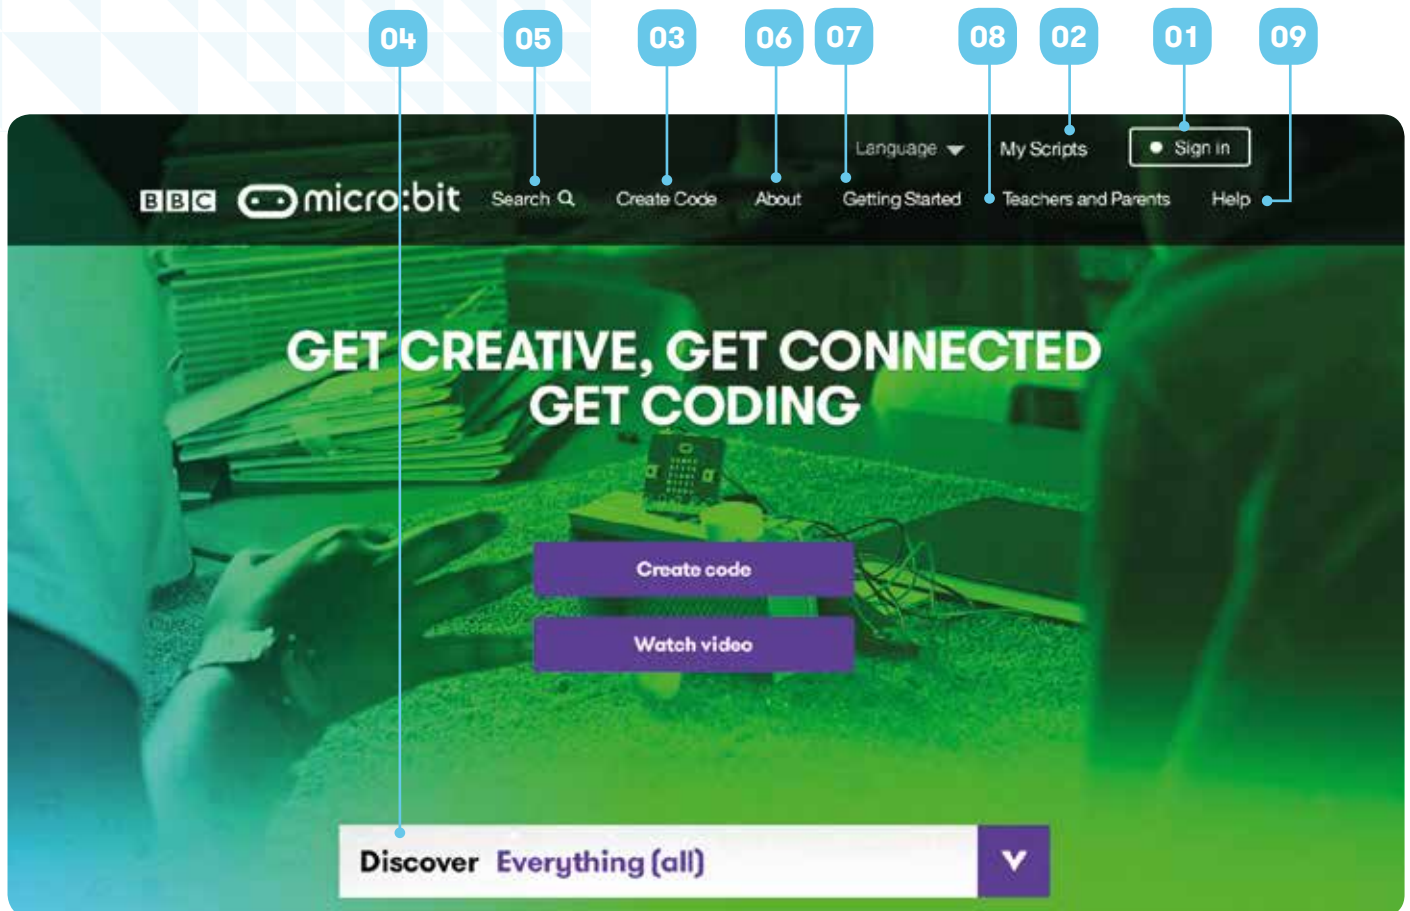 04 05 03 06 07 08 02 01 09
Language My Scripts Sign in
BBC micro:bit Search Create Code About Getting Started Teachers and Parents Help
GET CREATIVE, GET CONNECTED
GET CODING
Create code
Watch video
Discover Everything (all)